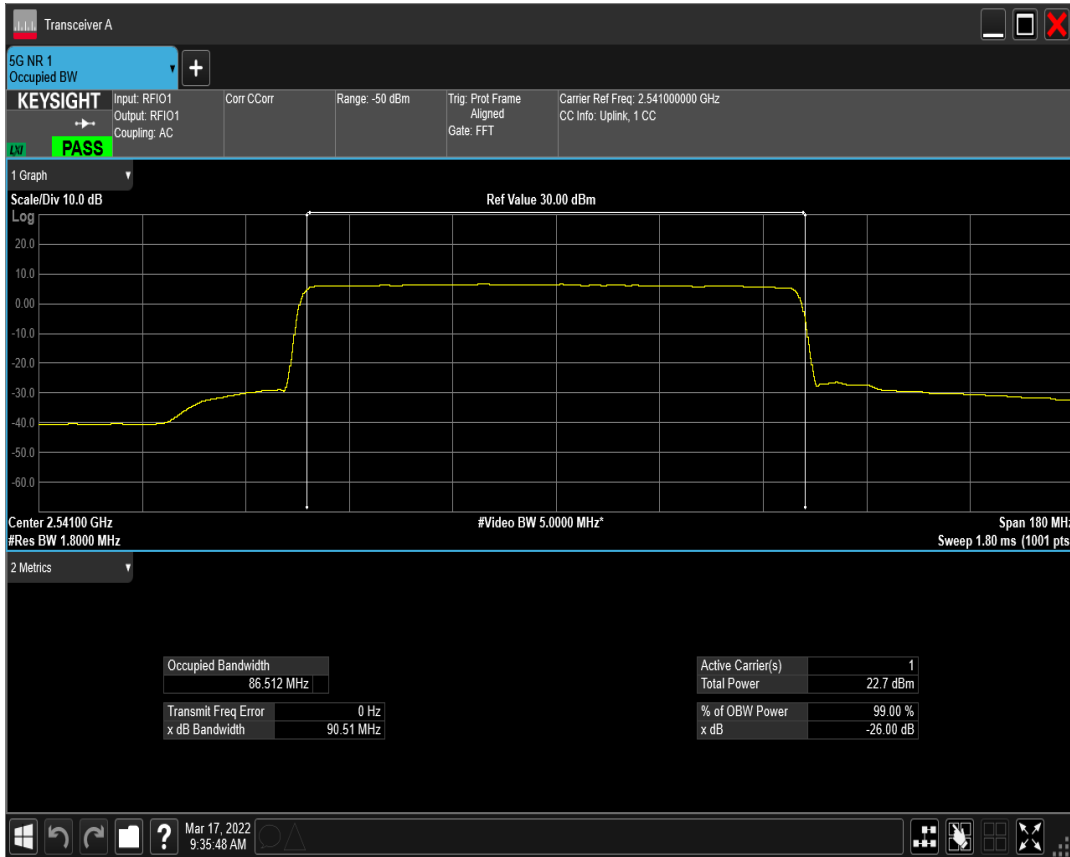 Transceiver A
5G NR 1
Occupied BW
+
KEYSIGHT
LXI
PASS
Input: RFIO1
Output: RFIO1
Coupling: AC
Corr CCorr
Range: -50 dBm
Trig: Prot Frame
Aligned
Gate: FFT
Carrier Ref Freq: 2.541000000 GHz
CC Info: Uplink, 1 CC
1 Graph
Scale/Div 10.0 dB
Ref Value 30.00 dBm
Log
20.0
10.0
0.00
-10.0
-20.0
-30.0
-40.0
-50.0
-60.0
Center 2.54100 GHz
#Video BW 5.0000 MHz*
Span 180 MHz
#Res BW 1.8000 MHz
Sweep 1.80 ms (1001 pts
2 Metrics
Occupied Bandwidth
86.512 MHz
Transmit Freq Error 0 Hz
x dB Bandwidth 90.51 MHz
Active Carrier(s) 1
Total Power 22.7 dBm
% of OBW Power 99.00 %
x dB -26.00 dB
?
Mar 17, 2022
9:35:48 AM